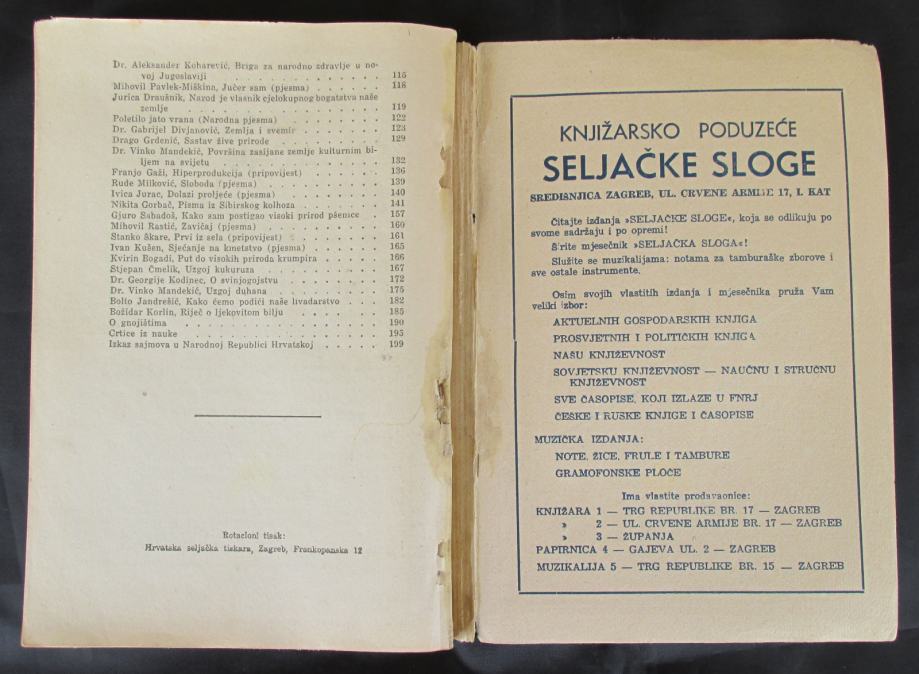 Dr. Aleksander Koharević, Briga za narodno zdravlje u no-
voj Jugoslaviji . . . . . . . . . . . 115
Mihovil Pavlek-Miškina, Jučer sam (pjesma) . . . . 118
Jurica Draušnik, Narod je vlasnik cjelokupnog bogatstva naše
zemlje . . . . . . . . . . . . . . 119
Poletilo jato vrana (Narodna pjesma) . . . . . . 122
Dr. Gabrijel Divjanović, Zemlja i svemir . . . . . 123
Drago Grdenić, Sastav žive prirode . . . . . . . 129
Dr. Vinko Mandekić, Površina zasijane zemlje kulturnim bi-
ljem na svijetu . . . . . . . . . . . 132
Franjo Gaži, Hiperprodukcija (pripovijest) . . . . 136
Rude Milković, Sloboda (pjesma) . . . . . . . 139
Ivica Jurac, Dolazi proljeće (pjesma) . . . . . . 140
Nikita Gorbač, Pisma iz Sibirskog kolhoza . . . . . 141
Gjuro Sabadoš, Kako sam postigao visoki prirod pšenice . 157
Mihovil Rastić, Zavičaj (pjesma) . . . . . . . 160
Stanko Škare, Prvi iz sela (pripovijest) . . . . . 161
Ivan Kušen, Sjećanje na kmetstvo (pjesma) . . . . 165
Kvirin Bogadi, Put do visokih priroda krumpira . . . 166
Stjepan Čmelik, Uzgoj kukuruza . . . . . . . 167
Dr. Georgije Kodinec, O svinjogojstvu . . . . . . 172
Dr. Vinko Mandekić, Uzgoj duhana . . . . . . 175
Bolto Jandrešić, Kako ćemo podići naše livadarstvo . . 182
Božidar Korlin, Riječ o ljekovitom bilju . . . . . 185
O gnojištima . . . . . . . . . . . . . 190
Crtice iz nauke . . . . . . . . . . . . 195
Izkaz sajmova u Narodnoj Republici Hrvatskoj . . . . 199
Rotacioni tisak:
Hrvatska seljačka tiskara, Zagreb, Frankopanska 12
KNJIŽARSKO PODUZEĆE
SELJAČKE SLOGE
SREDIŠNJICA ZAGREB, UL. CRVENE ARMIJE 17, I. KAT
Čitajte izdanja »SELJAČKE SLOGE«, koja se odlikuju po
svome sadržaju i po opremi!
Širite mjesečnik »SELJAČKA SLOGA«!
Služite se muzikalijama: notama za tamburaške zborove i
sve ostale instrumente.
Osim svojih vlastitih izdanja i mjesečnika pruža Vam
veliki izbor:
AKTUELNIH GOSPODARSKIH KNJIGA
PROSVJETNIH I POLITIČKIH KNJIGA
NAŠU KNJIŽEVNOST
SOVJETSKU KNJIŽEVNOST — NAUČNU I STRUČNU
KNJIŽEVNOST
SVE ČASOPISE, KOJI IZLAZE U FNRJ
ČEŠKE I RUSKE KNJIGE I ČASOPISE
MUZIČKA IZDANJA:
NOTE, ŽICE, FRULE I TAMBURE
GRAMOFONSKE PLOČE
Ima vlastite prodavaonice:
KNJIŽARA 1 — TRG REPUBLIKE BR. 17 — ZAGREB
» 2 — UL. CRVENE ARMIJE BR. 17 — ZAGREB
» 3 — ŽUPANJA
PAPIRNICA 4 — GAJEVA UL. 2 — ZAGREB
MUZIKALIJA 5 — TRG REPUBLIKE BR. 15 — ZAGREB